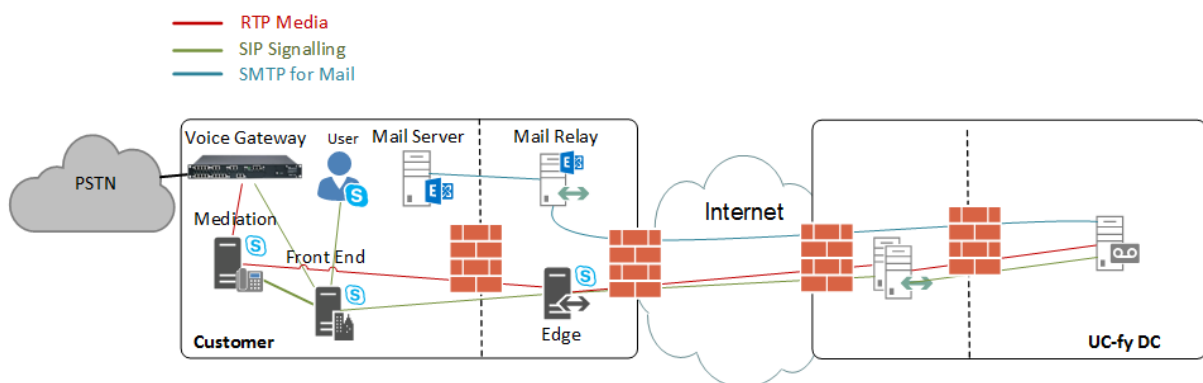 RTP Media
SIP Signalling
SMTP for Mail
Voice Gateway
User
Mail Server
Mail Relay
PSTN
Internet
Mediation
Front End
Edge
Customer
UC-fy DC